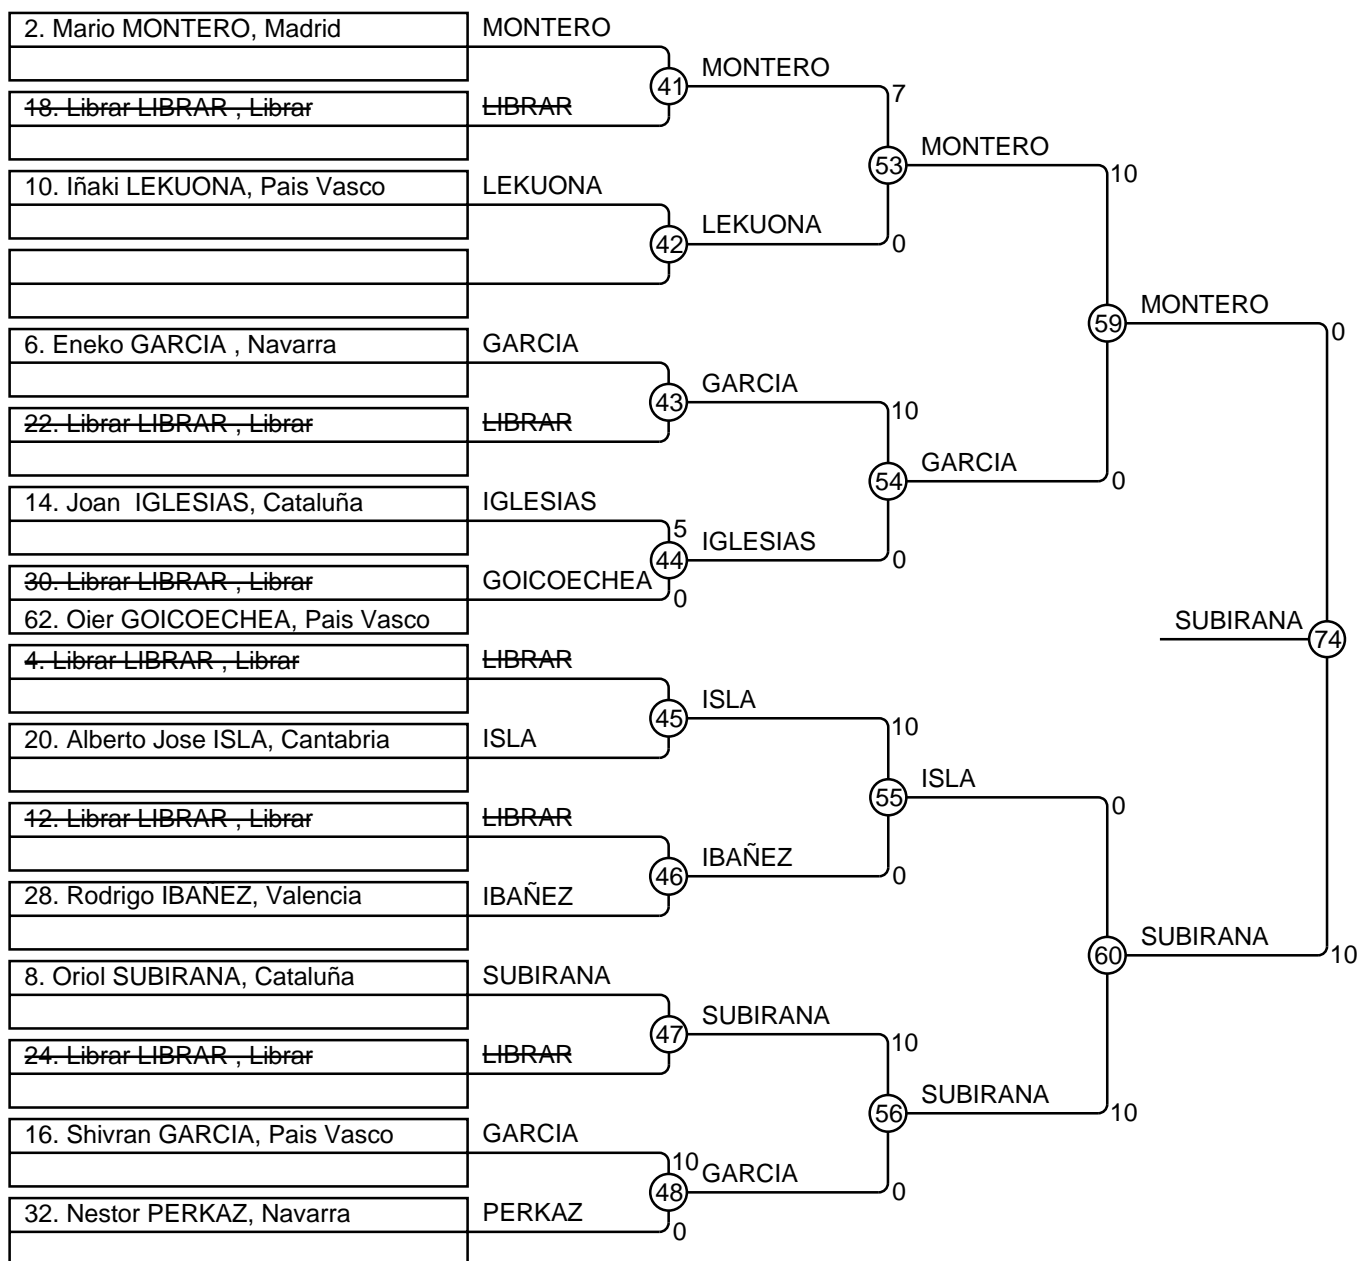 2. Mario MONTERO, Madrid MONTERO
41 MONTERO
18. Librar LIBRAR , Librar LIBRAR
7
53 MONTERO
10. Iñaki LEKUONA, Pais Vasco LEKUONA
10
42 LEKUONA
0
59 MONTERO
6. Eneko GARCIA , Navarra GARCIA
0
43 GARCIA
22. Librar LIBRAR , Librar LIBRAR
10
54 GARCIA
0
14. Joan IGLESIAS, Cataluña IGLESIAS
5
44 IGLESIAS
0
30. Librar LIBRAR , Librar GOICOECHEA
0
62. Oier GOICOECHEA, Pais Vasco
SUBIRANA 74
4. Librar LIBRAR , Librar LIBRAR
45 ISLA
20. Alberto Jose ISLA, Cantabria ISLA
10
55 ISLA
12. Librar LIBRAR , Librar LIBRAR
0
46 IBAÑEZ
0
28. Rodrigo IBAÑEZ, Valencia IBAÑEZ
60 SUBIRANA
10
8. Oriol SUBIRANA, Cataluña SUBIRANA
47 SUBIRANA
24. Librar LIBRAR , Librar LIBRAR
10
56 SUBIRANA
10
16. Shivran GARCIA, Pais Vasco GARCIA
10
48 GARCIA
0
32. Nestor PERKAZ, Navarra PERKAZ
0